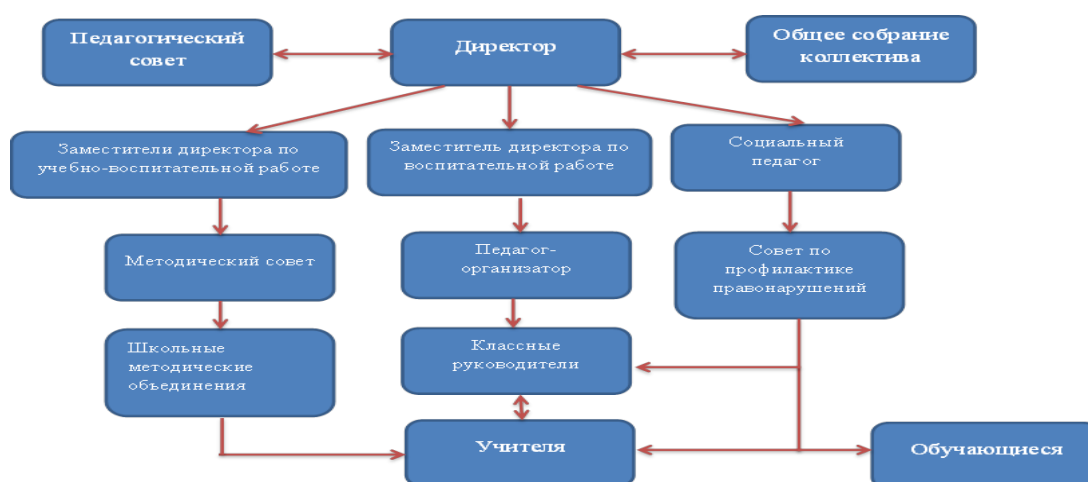 Педагогический
совет
Директор
Общее собрание
коллектива
Заместители директора по
учебно-воспитательной работе
Заместитель директора по
воспитательной работе
Социальный
педагог
Методический совет
Педагог-
организатор
Совет по
профилактике
правонарушений
Школьные
методические
объединения
Классные
руководители
Учителя
Обучающиеся